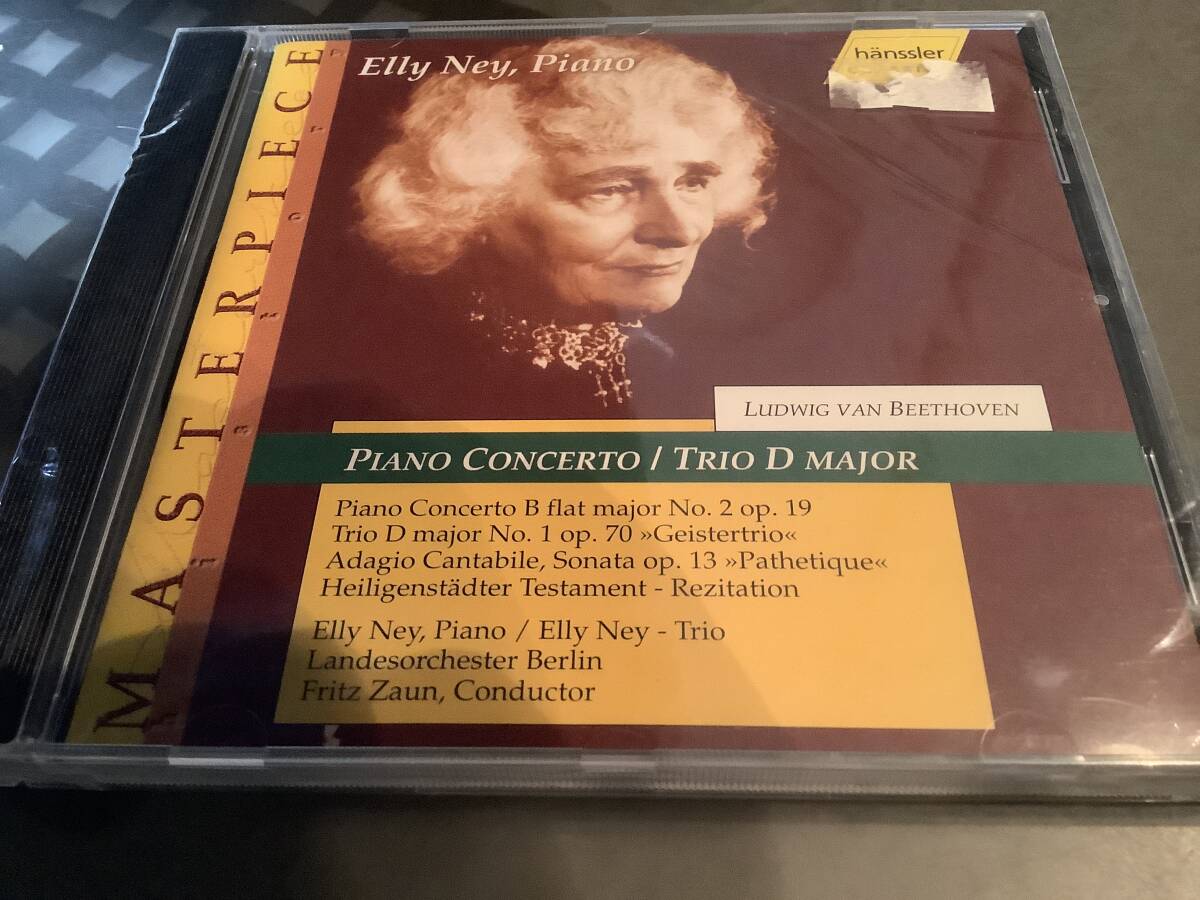 Elly Ney, Piano
hänssler
MASTERPIECE
LUDWIG VAN BEETHOVEN
PIANO CONCERTO / TRIO D MAJOR
Piano Concerto B flat major No. 2 op. 19
Trio D major No. 1 op. 70 »Geistertrio«
Adagio Cantabile, Sonata op. 13 »Pathetique«
Heiligenstädter Testament - Rezitation
Elly Ney, Piano / Elly Ney - Trio
Landesorchester Berlin
Fritz Zaun, Conductor